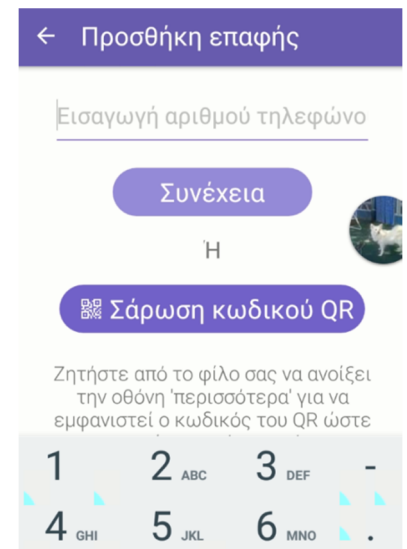 Προσθήκη επαφής
Εισαγωγή αριθμού τηλεφώνο
Συνέχεια
Ή
Σάρωση κωδικού QR
Ζητήστε από το φίλο σας να ανοίξει
την οθόνη 'περισσότερα' για να
εμφανιστεί ο κωδικός του QR ώστε
1 2 ABC 3 DEF -
4 GHI 5 JKL 6 MNO .